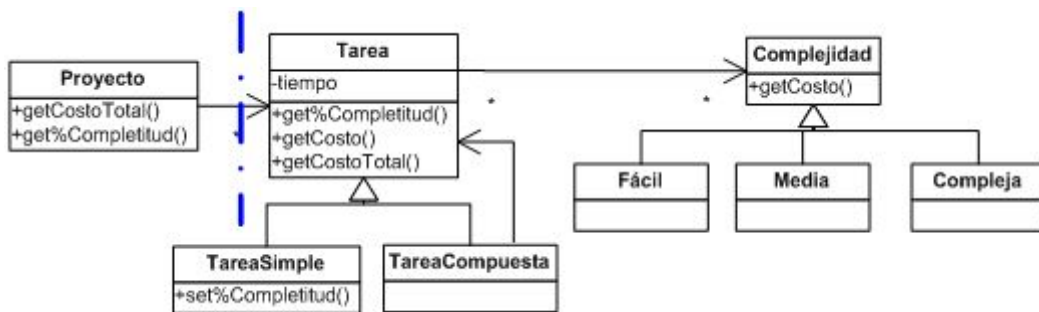 Proyecto
+getCostoTotal()
+get%Completitud()
*
Tarea
-tiempo
+get%Completitud()
+getCosto()
+getCostoTotal()
*
*
Complejidad
+getCosto()
Fácil
Media
Compleja
TareaSimple
+set%Completitud()
TareaCompuesta